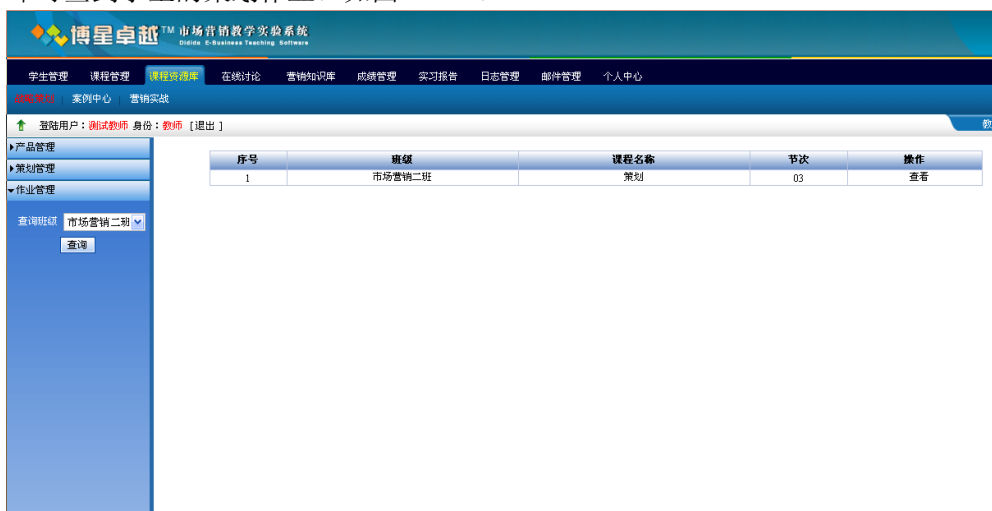 博星卓越™ 市场营销教学实验系统
Didida E-Business Teaching Software
学生管理 课程管理 课程资源库 在线讨论 营销知识库 成绩管理 实习报告 日志管理 邮件管理 个人中心
案例中心 | 营销实战
登陆用户：测试教师 身份：教师 [退出 ]
产品管理
策划管理
作业管理
查询班级 市场营销二班
查询
序号 班级 课程名称 节次 操作
1 市场营销二班 策划 03 查看